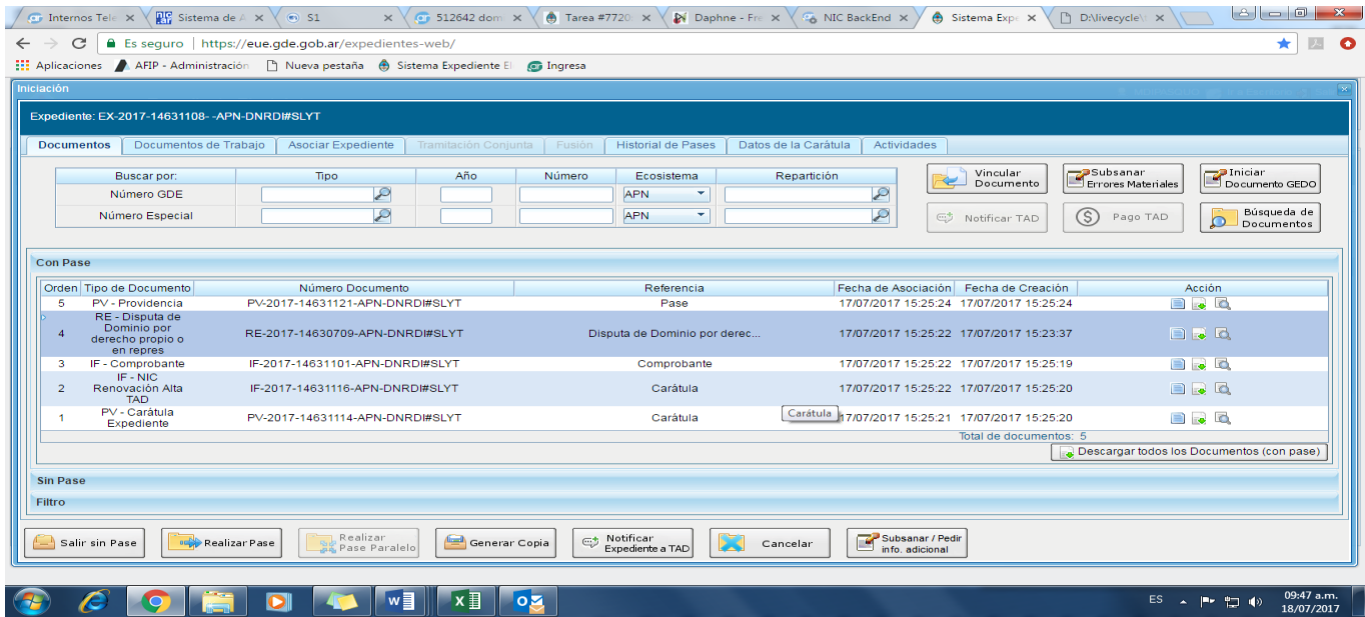 Internos Tele
Sistema de A
S1
512642 dom
Tarea #7720
Daphne - Fre
NIC BackEnd
Sistema Expe
D:\livecycle\
Es seguro | https://eue.gde.gob.ar/expedientes-web/
Aplicaciones AFIP - Administración Nueva pestaña Sistema Expediente El Ingresa
Iniciación
Expediente: EX-2017-14631108- -APN-DNRDI#SLYT
Documentos Documentos de Trabajo Asociar Expediente Tramitación Conjunta Fusión Historial de Pases Datos de la Carátula Actividades
Buscar por: Tipo Año Número Ecosistema Repartición
Número GDE APN
Número Especial APN
Vincular
Documento
Subsanar
Errores Materiales
Iniciar
Documento GEDO
Notificar TAD
Pago TAD
Búsqueda de
Documentos
Con Pase
Orden Tipo de Documento Número Documento Referencia Fecha de Asociación Fecha de Creación Acción
5 PV - Providencia PV-2017-14631121-APN-DNRDI#SLYT Pase 17/07/2017 15:25:24 17/07/2017 15:25:24
RE - Disputa de
Dominio por
4 derecho propio o RE-2017-14630709-APN-DNRDI#SLYT Disputa de Dominio por derec... 17/07/2017 15:25:22 17/07/2017 15:23:37
en repres
3 IF - Comprobante IF-2017-14631101-APN-DNRDI#SLYT Comprobante 17/07/2017 15:25:22 17/07/2017 15:25:19
IF - NIC
2 Renovación Alta IF-2017-14631116-APN-DNRDI#SLYT Carátula 17/07/2017 15:25:22 17/07/2017 15:25:20
TAD
1 PV - Carátula PV-2017-14631114-APN-DNRDI#SLYT Carátula Carátula 17/07/2017 15:25:21 17/07/2017 15:25:20
Expediente
Total de documentos: 5
Descargar todos los Documentos (con pase)
Sin Pase
Filtro
Salir sin Pase
Realizar Pase
Realizar
Pase Paralelo
Generar Copia
Notificar
Expediente a TAD
Cancelar
Subsanar / Pedir
info. adicional
ES
09:47 a.m.
18/07/2017